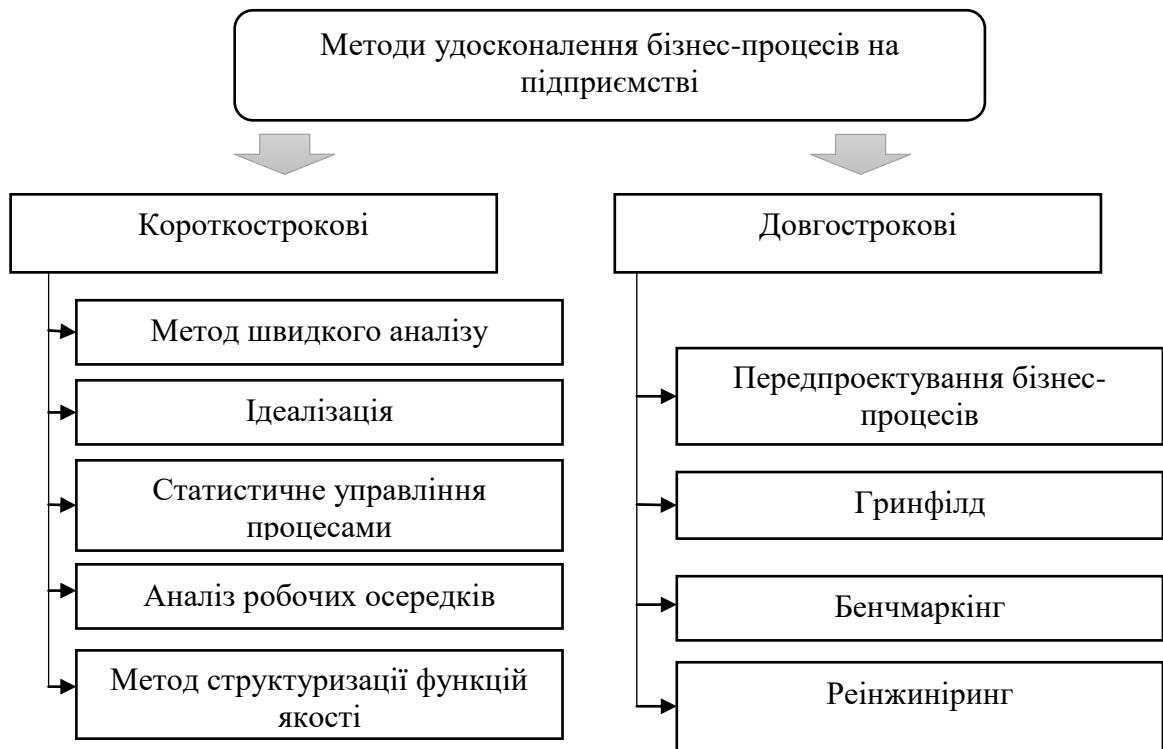 Методи удосконалення бізнес-процесів на
підприємстві
Короткострокові
Метод швидкого аналізу
Ідеалізація
Статистичне управління
процесами
Аналіз робочих осередків
Метод структуризації функцій
якості
Довгострокові
Передпроектування бізнес-
процесів
Гринфілд
Бенчмаркінг
Реінжиніринг